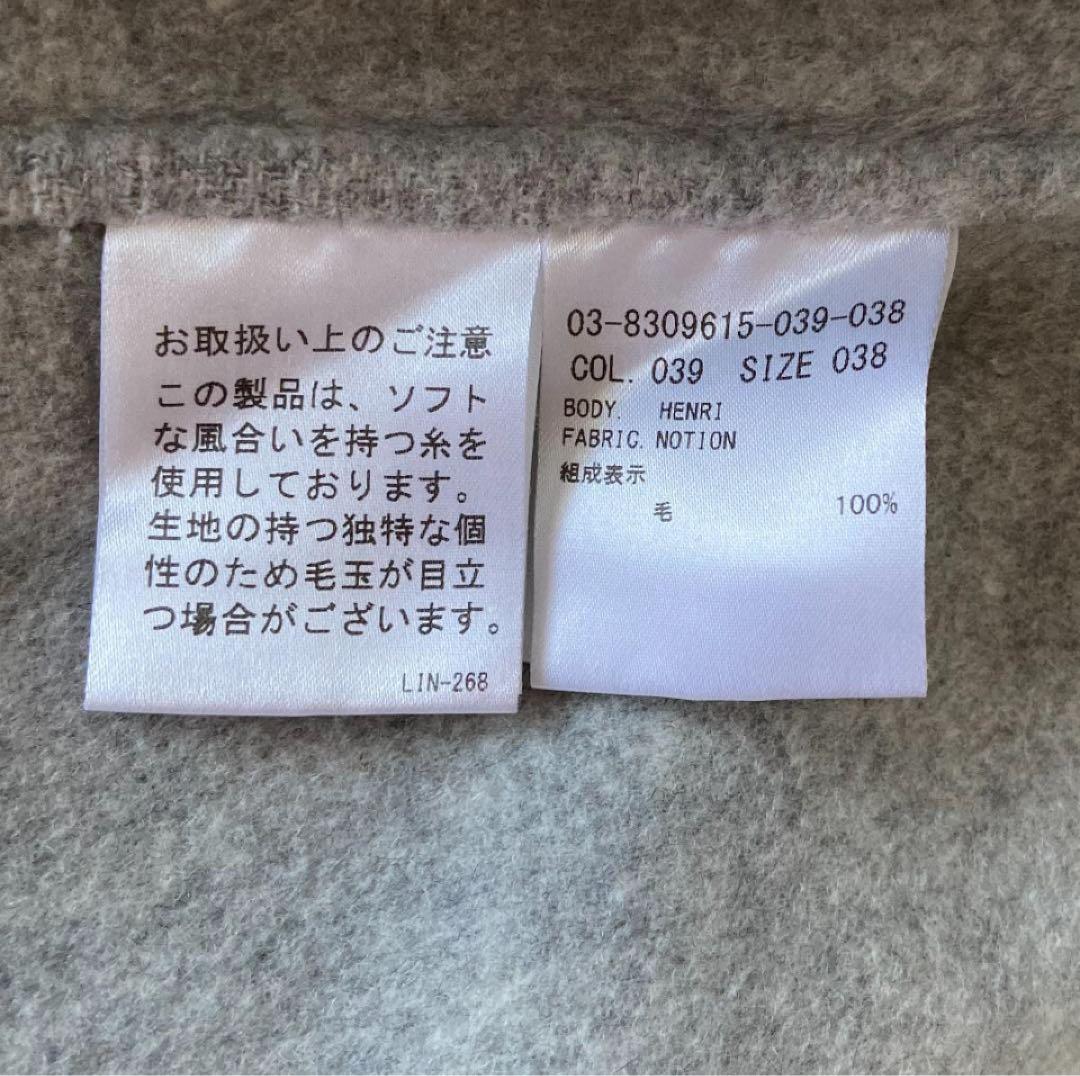 お取扱い上のご注意
この製品は、ソフト
な風合いを持つ糸を
使用しております。
生地の持つ独特な個
性のため毛玉が目立
つ場合がございます。
LIN-268
03-8309615-039-038
COL. 039 SIZE 038
BODY. HENRI
FABRIC. NOTION
組成表示
毛 100%